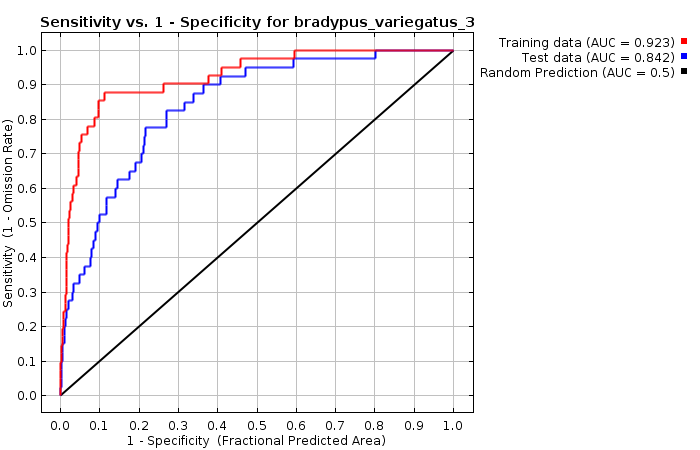 Sensitivity vs. 1 - Specificity for bradypus_variegatus_3
Training data (AUC = 0.923)
Test data (AUC = 0.842)
Random Prediction (AUC = 0.5)
Sensitivity (1 - Omission Rate)
1.0
0.9
0.8
0.7
0.6
0.5
0.4
0.3
0.2
0.1
0.0
0.0 0.1 0.2 0.3 0.4 0.5 0.6 0.7 0.8 0.9 1.0
1 - Specificity (Fractional Predicted Area)